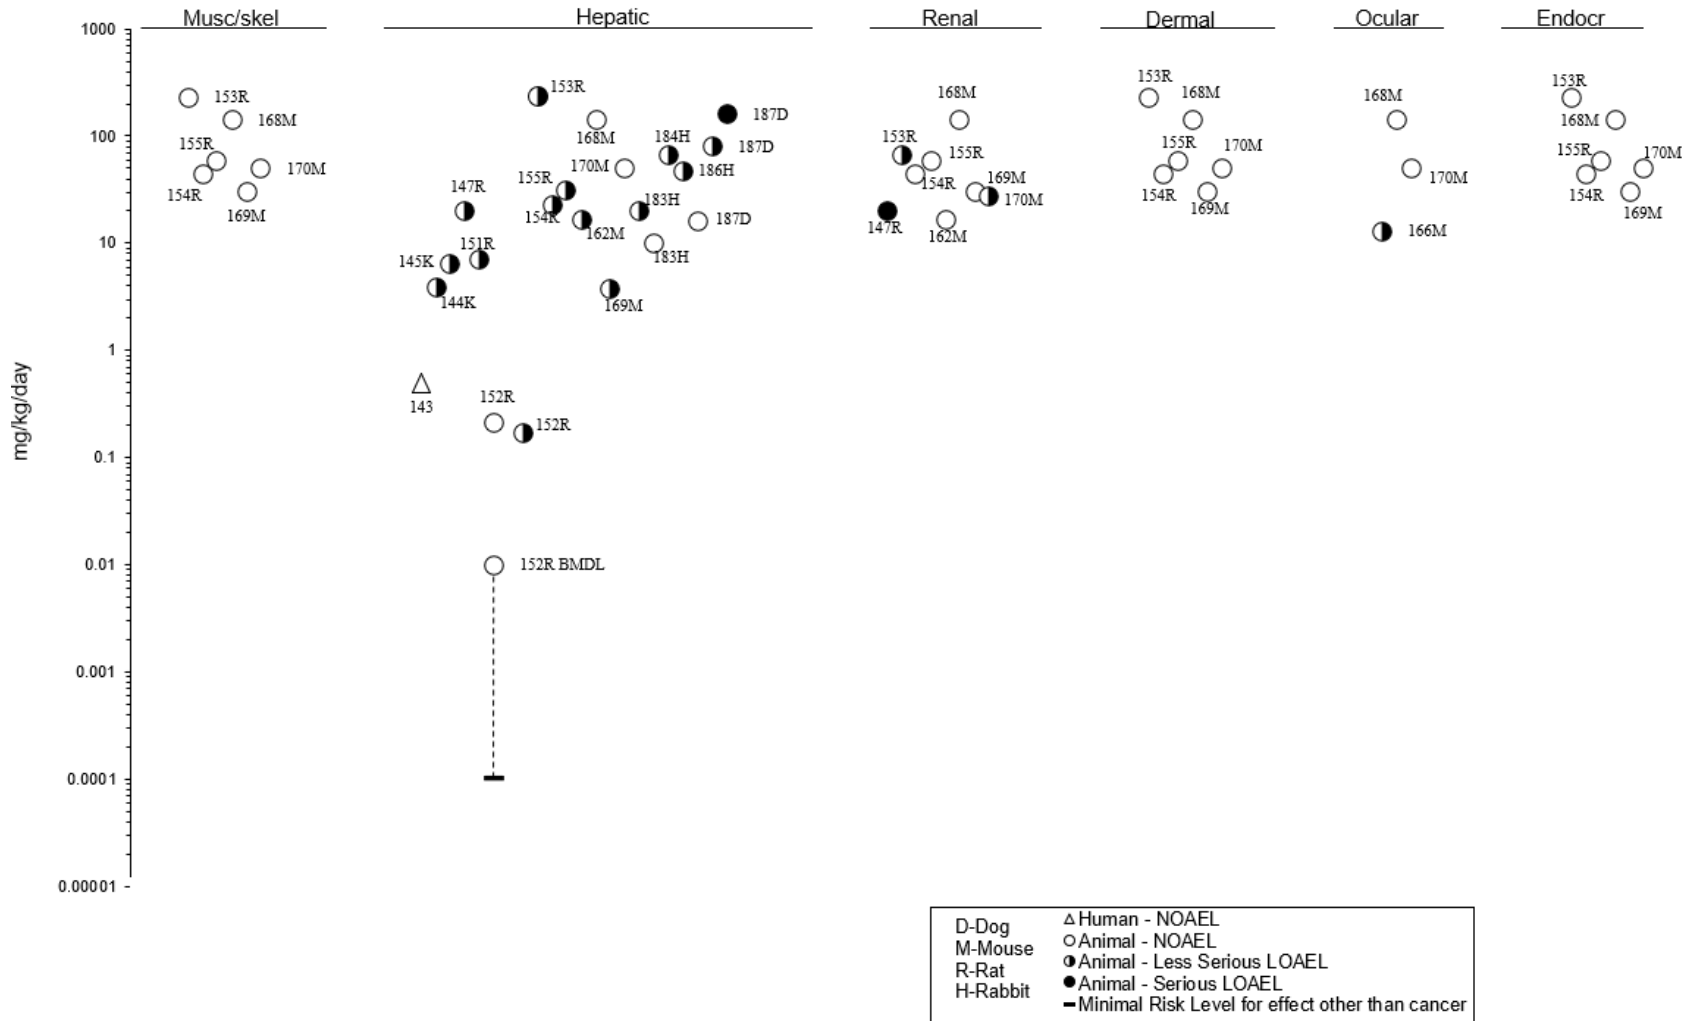 Musc/skel Hepatic Renal Dermal Ocular Endocr
1000
100
10
1
0.1
0.01
0.001
0.0001
0.00001
mg/kg/day
153R
168M
155R
170M
154R
169M
153R
187D
168M
184H
187D
170M
186H
155R
147R
183H
154R
187D
162M
151R
183H
145K
144K
169M
143
152R
152R
152R BMDL
168M
153R
155R
154R
169M
170M
147R
162M
153R
168M
155R
170M
154R
169M
168M
170M
166M
153R
168M
155R
170M
154R
169M
D-Dog
M-Mouse
R-Rat
H-Rabbit
Human - NOAEL
Animal - NOAEL
Animal - Less Serious LOAEL
Animal - Serious LOAEL
Minimal Risk Level for effect other than cancer